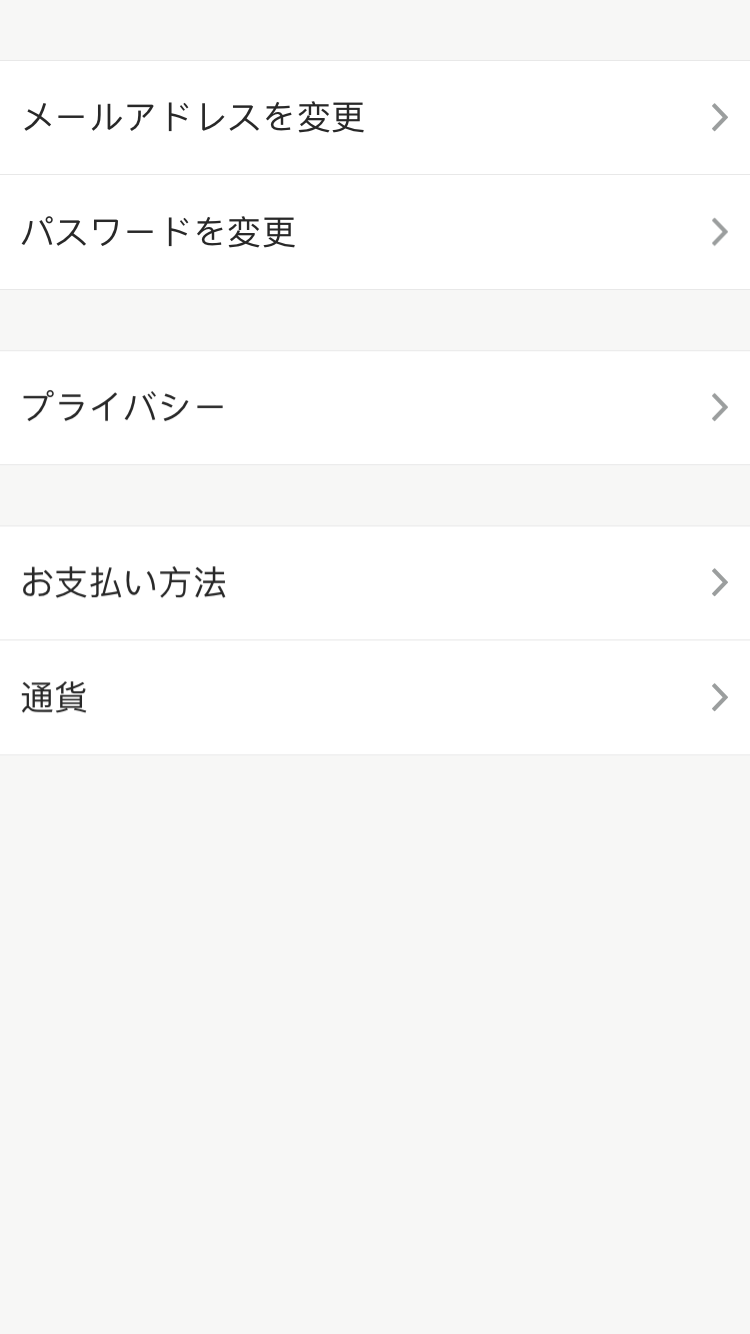 メールアドレスを変更
パスワードを変更
プライバシー
お支払い方法
通貨